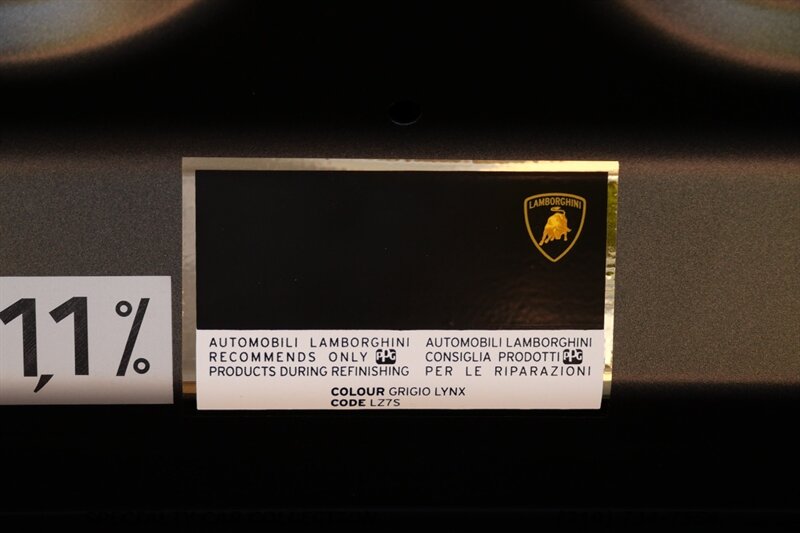 LAMBORGHINI
1,1%
AUTOMOBILI LAMBORGHINI
RECOMMENDS ONLY PPG
PRODUCTS DURING REFINISHING
AUTOMOBILI LAMBORGHINI
CONSIGLIA PRODOTTI PPG
PER LE RIPARAZIONI
COLOUR GRIGIO LYNX
CODE LZ7S